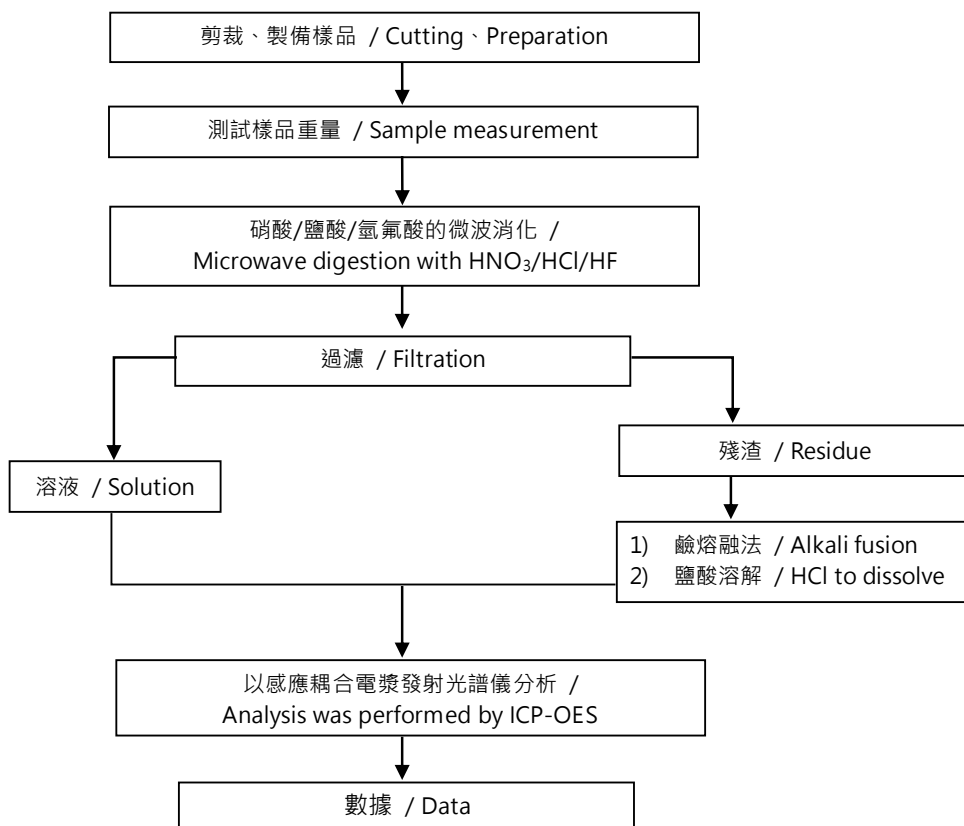 剪裁、製備樣品 / Cutting、Preparation
測試樣品重量 / Sample measurement
硝酸/鹽酸/氫氟酸的微波消化 /
Microwave digestion with HNO₃/HCl/HF
過濾 / Filtration
溶液 / Solution
殘渣 / Residue
1) 鹼熔融法 / Alkali fusion
2) 鹽酸溶解 / HCl to dissolve
以感應耦合電漿發射光譜儀分析 /
Analysis was performed by ICP-OES
數據 / Data